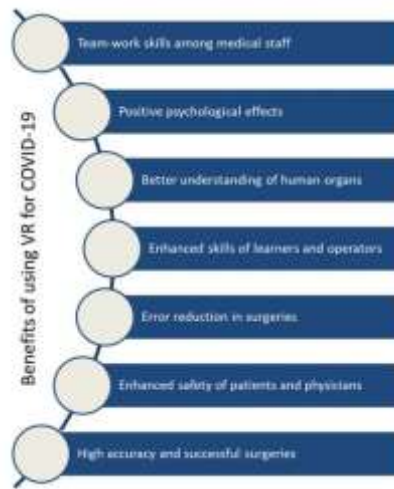 Benefits of using VR for COVID-19
Team-work skills among medical staff
Positive psychological effects
Better understanding of human organs
Enhanced skills of learners and operators
Error reduction in surgeries
Enhanced safety of patients and physicians
High accuracy and successful surgeries